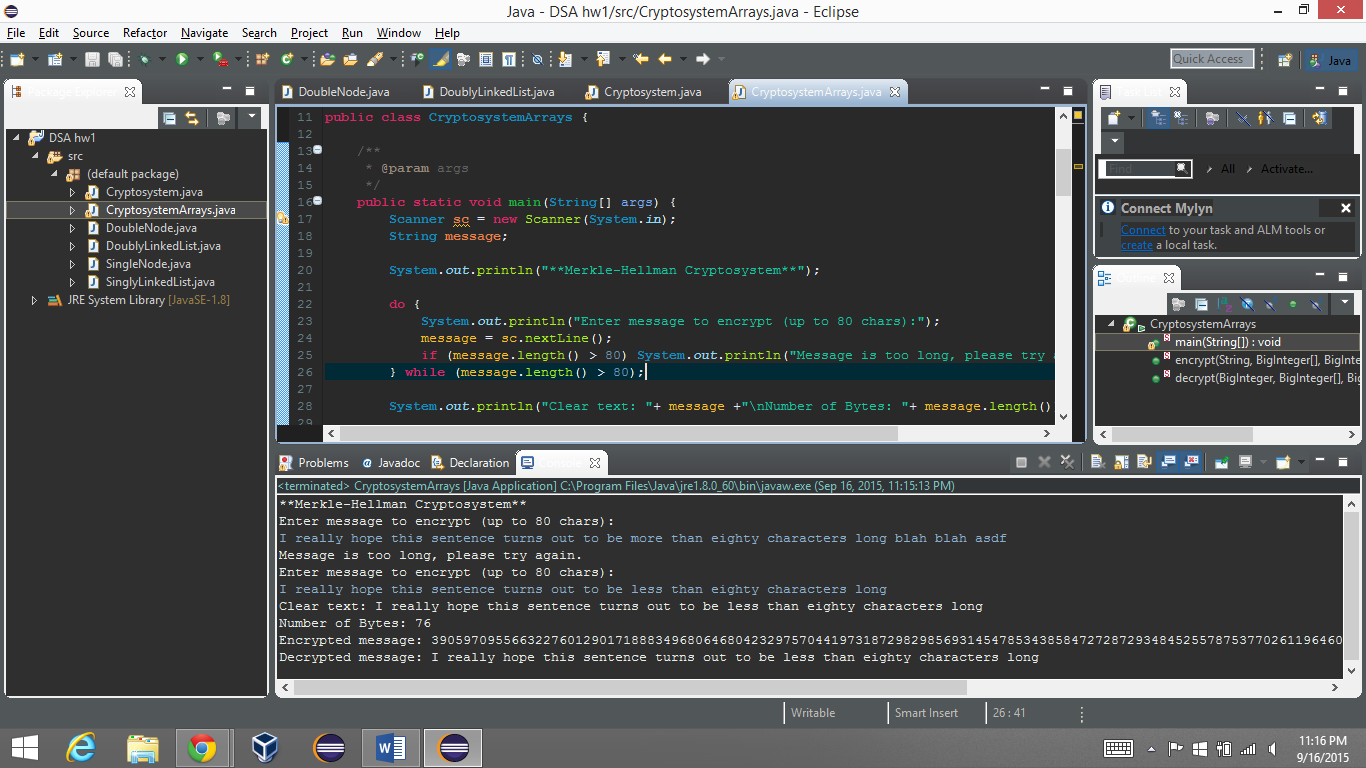 Java - DSA hw1/src/CryptosystemArrays.java - Eclipse
File Edit Source Refactor Navigate Search Project Run Window Help
Quick Access
Java
Package Explorer
DSA hw1
src
(default package)
Cryptosystem.java
CryptosystemArrays.java
DoubleNode.java
DoublyLinkedList.java
SingleNode.java
SinglyLinkedList.java
JRE System Library [JavaSE-1.8]
DoubleNode.java DoublyLinkedList.java Cryptosystem.java CryptosystemArrays.java
11 public class CryptosystemArrays {
12
13 /**
14 * @param args
15 */
16 public static void main(String[] args) {
17 Scanner sc = new Scanner(System.in);
18 String message;
19
20 System.out.println("**Merkle-Hellman Cryptosystem**");
21
22 do {
23 System.out.println("Enter message to encrypt (up to 80 chars):");
24 message = sc.nextLine();
25 if (message.length() > 80) System.out.println("Message is too long, please try a
26 } while (message.length() > 80);
27
28 System.out.println("Clear text: "+ message +"\nNumber of Bytes: "+ message.length()
29
Task List
Find All Activate...
Connect Mylyn
Connect to your task and ALM tools or
create a local task.
Outline
CryptosystemArrays
main(String[]) : void
encrypt(String, BigInteger[], BigInte
decrypt(BigInteger, BigInteger[], Big
Problems Javadoc Declaration Console
<terminated> CryptosystemArrays [Java Application] C:\Program Files\Java\jre1.8.0_60\bin\javaw.exe (Sep 16, 2015, 11:15:13 PM)
**Merkle-Hellman Cryptosystem**
Enter message to encrypt (up to 80 chars):
I really hope this sentence turns out to be more than eighty characters long blah blah asdf
Message is too long, please try again.
Enter message to encrypt (up to 80 chars):
I really hope this sentence turns out to be less than eighty characters long
Clear text: I really hope this sentence turns out to be less than eighty characters long
Number of Bytes: 76
Encrypted message: 390597095566322760129017188834968064680423297570441973187298298569314547853438584727287293484525578753770261196460
Decrypted message: I really hope this sentence turns out to be less than eighty characters long
Writable Smart Insert 26 : 41
11:16 PM
9/16/2015